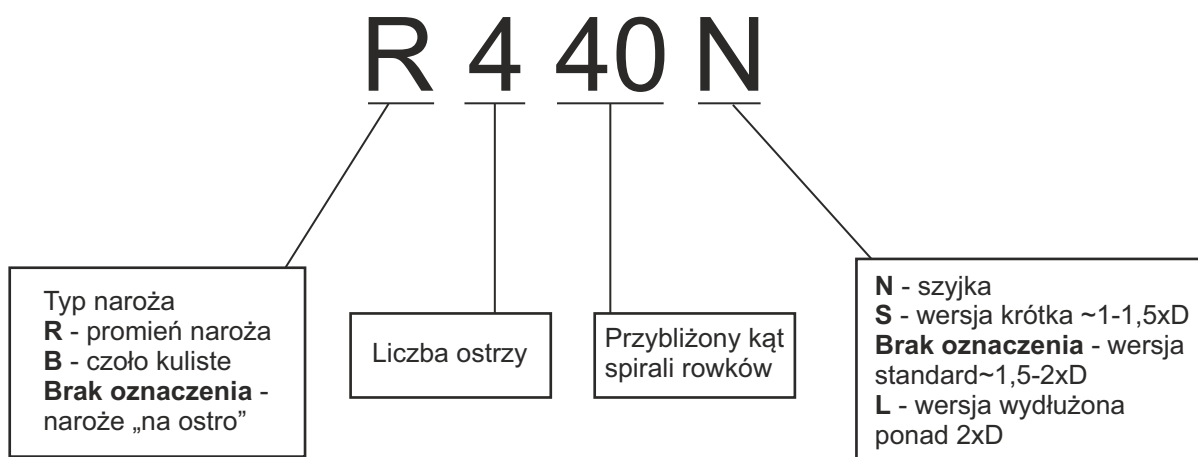 R 4 40 N
Typ naroża
R - promień naroża
B - czoło kuliste
Brak oznaczenia -
naroże „na ostro”
Liczba ostrzy
Przybliżony kąt
spirali rowków
N - szyjka
S - wersja krótka ~1-1,5xD
Brak oznaczenia - wersja
standard~1,5-2xD
L - wersja wydłużona
ponad 2xD